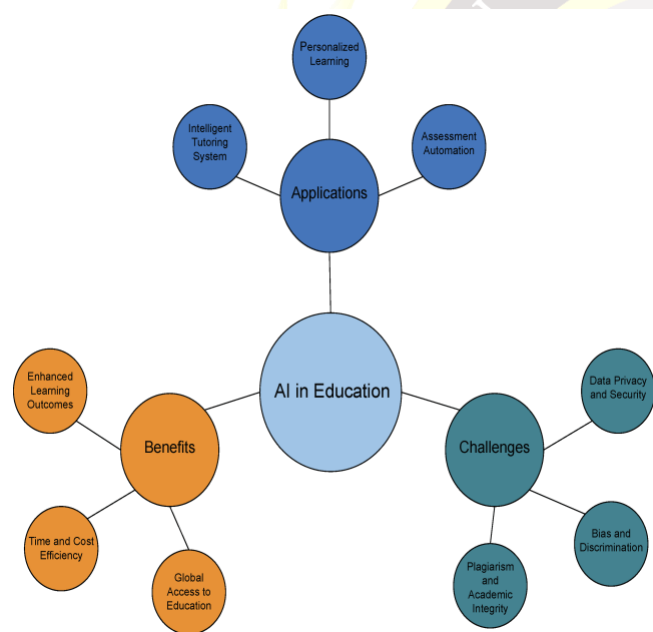 Personalized
Learning
Intelligent
Tutoring
System
Assessment
Automation
Applications
AI in Education
Enhanced
Learning
Outcomes
Benefits
Time and Cost
Efficiency
Global
Access to
Education
Data Privacy
and Security
Challenges
Bias and
Discrimination
Plagiarism
and
Academic
Integrity